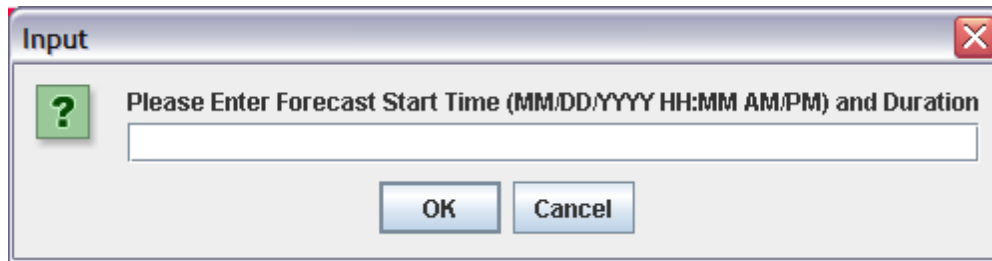 Input
?
Please Enter Forecast Start Time (MM/DD/YYYY HH:MM AM/PM) and Duration
OK Cancel